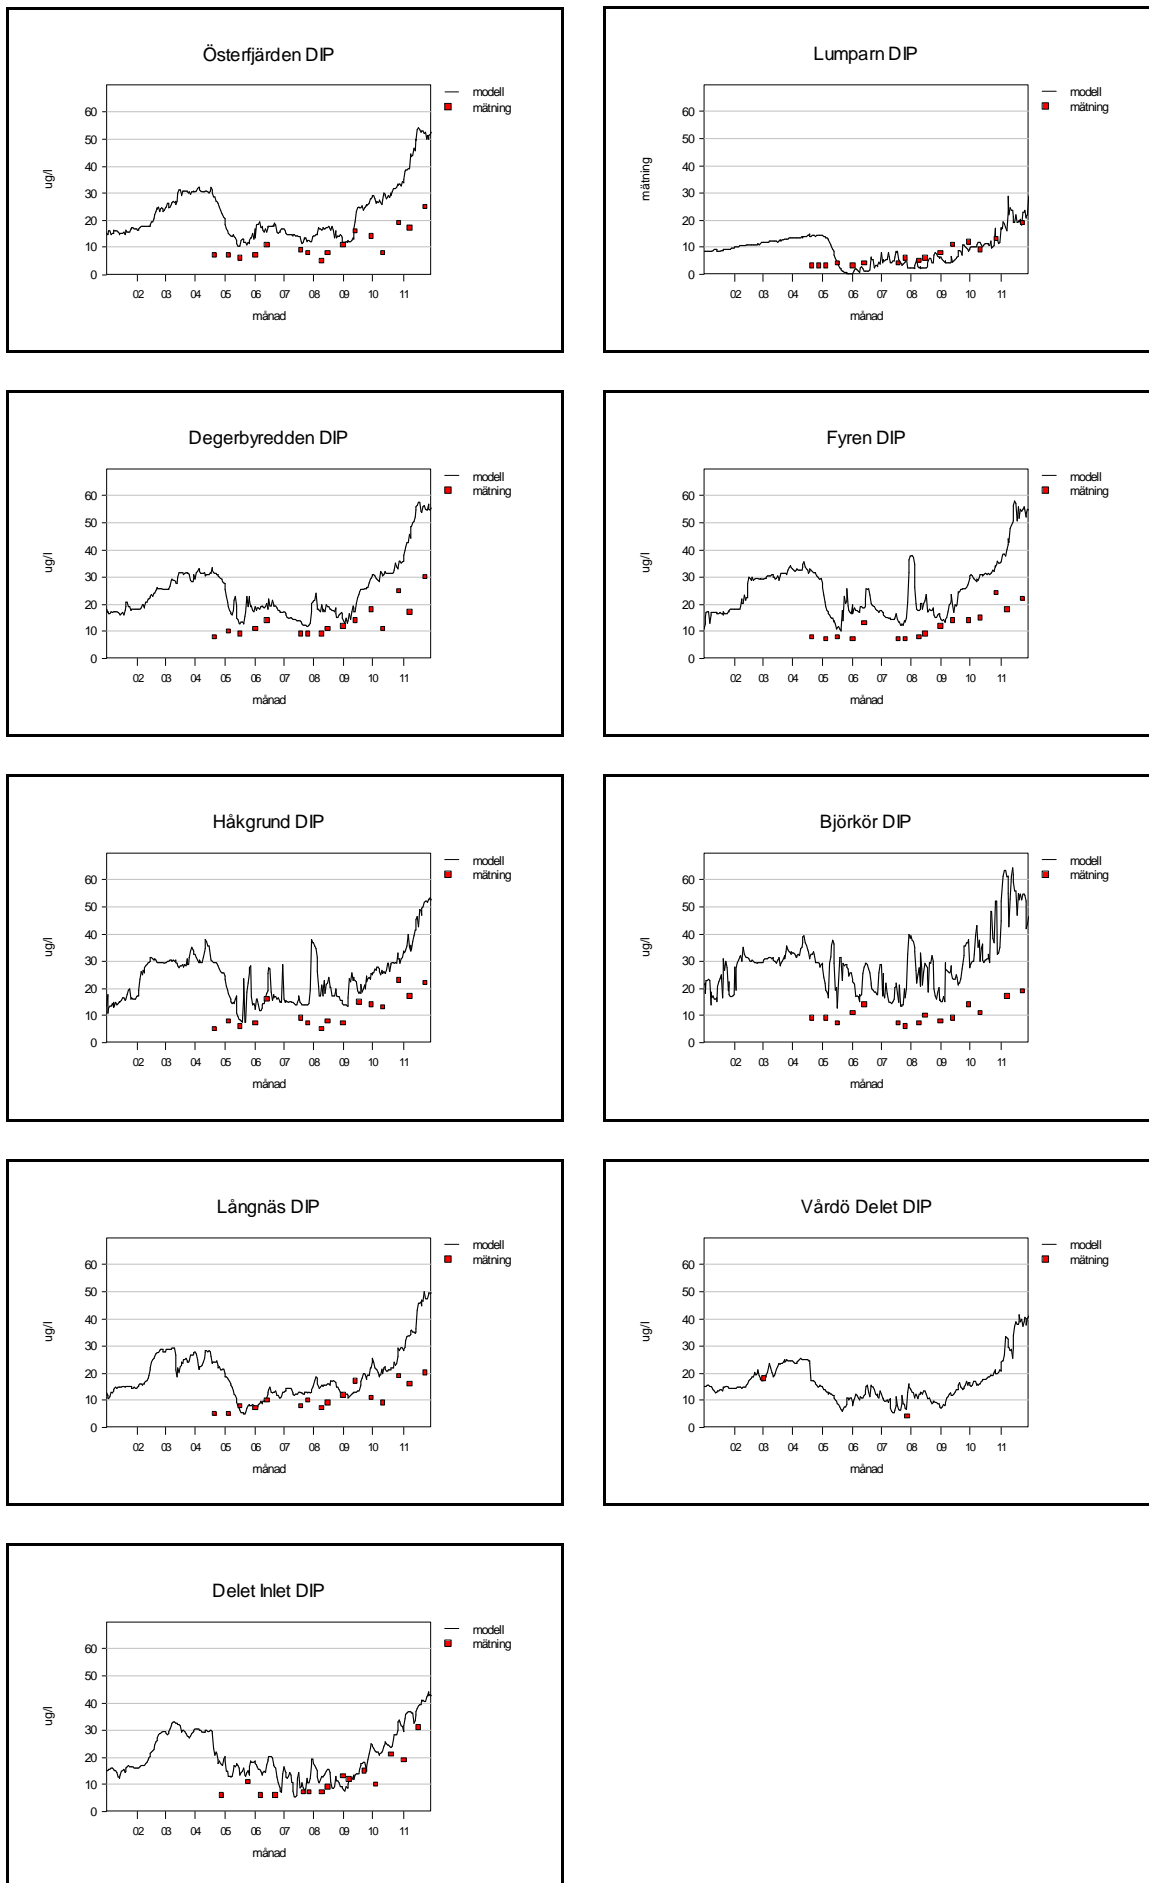 Österfjärden DIP
modell
mätning
ug/l
60
50
40
30
20
10
0
02 03 04 05 06 07 08 09 10 11
månad
Lumparn DIP
modell
mätning
mätning
60
50
40
30
20
10
0
02 03 04 05 06 07 08 09 10 11
månad
Degerbyredden DIP
modell
mätning
ug/l
60
50
40
30
20
10
0
02 03 04 05 06 07 08 09 10 11
månad
Fyren DIP
modell
mätning
ug/l
60
50
40
30
20
10
0
02 03 04 05 06 07 08 09 10 11
månad
Håkgrund DIP
modell
mätning
ug/l
60
50
40
30
20
10
0
02 03 04 05 06 07 08 09 10 11
månad
Björkör DIP
modell
mätning
ug/l
60
50
40
30
20
10
0
02 03 04 05 06 07 08 09 10 11
månad
Långnäs DIP
modell
mätning
ug/l
60
50
40
30
20
10
0
02 03 04 05 06 07 08 09 10 11
månad
Vårdö Delet DIP
modell
mätning
ug/l
60
50
40
30
20
10
0
02 03 04 05 06 07 08 09 10 11
månad
Delet Inlet DIP
modell
mätning
ug/l
60
50
40
30
20
10
0
02 03 04 05 06 07 08 09 10 11
månad